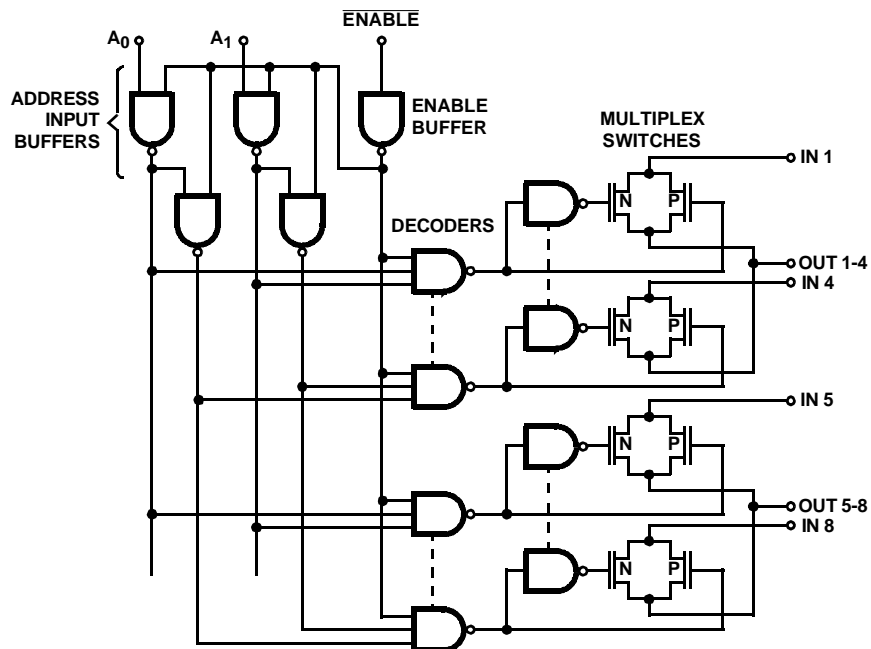 ENABLE
A0
A1
ADDRESS
INPUT
BUFFERS
ENABLE
BUFFER
MULTIPLEX
SWITCHES
IN 1
N
P
DECODERS
OUT 1-4
IN 4
N
P
IN 5
N
P
OUT 5-8
IN 8
N
P